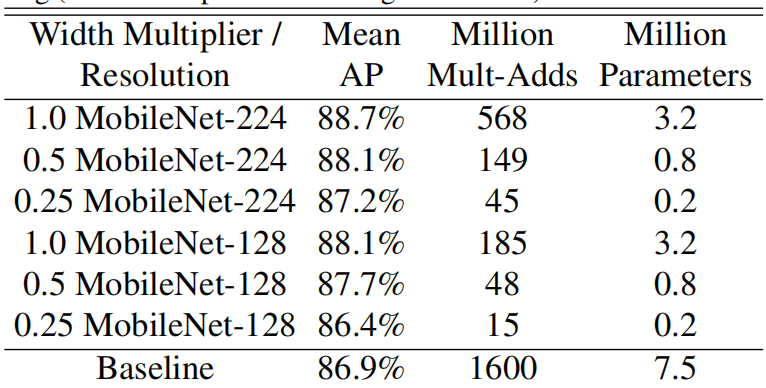 Width Multiplier / Mean Million Million
Resolution AP Mult-Adds Parameters
1.0 MobileNet-224 88.7% 568 3.2
0.5 MobileNet-224 88.1% 149 0.8
0.25 MobileNet-224 87.2% 45 0.2
1.0 MobileNet-128 88.1% 185 3.2
0.5 MobileNet-128 87.7% 48 0.8
0.25 MobileNet-128 86.4% 15 0.2
Baseline 86.9% 1600 7.5